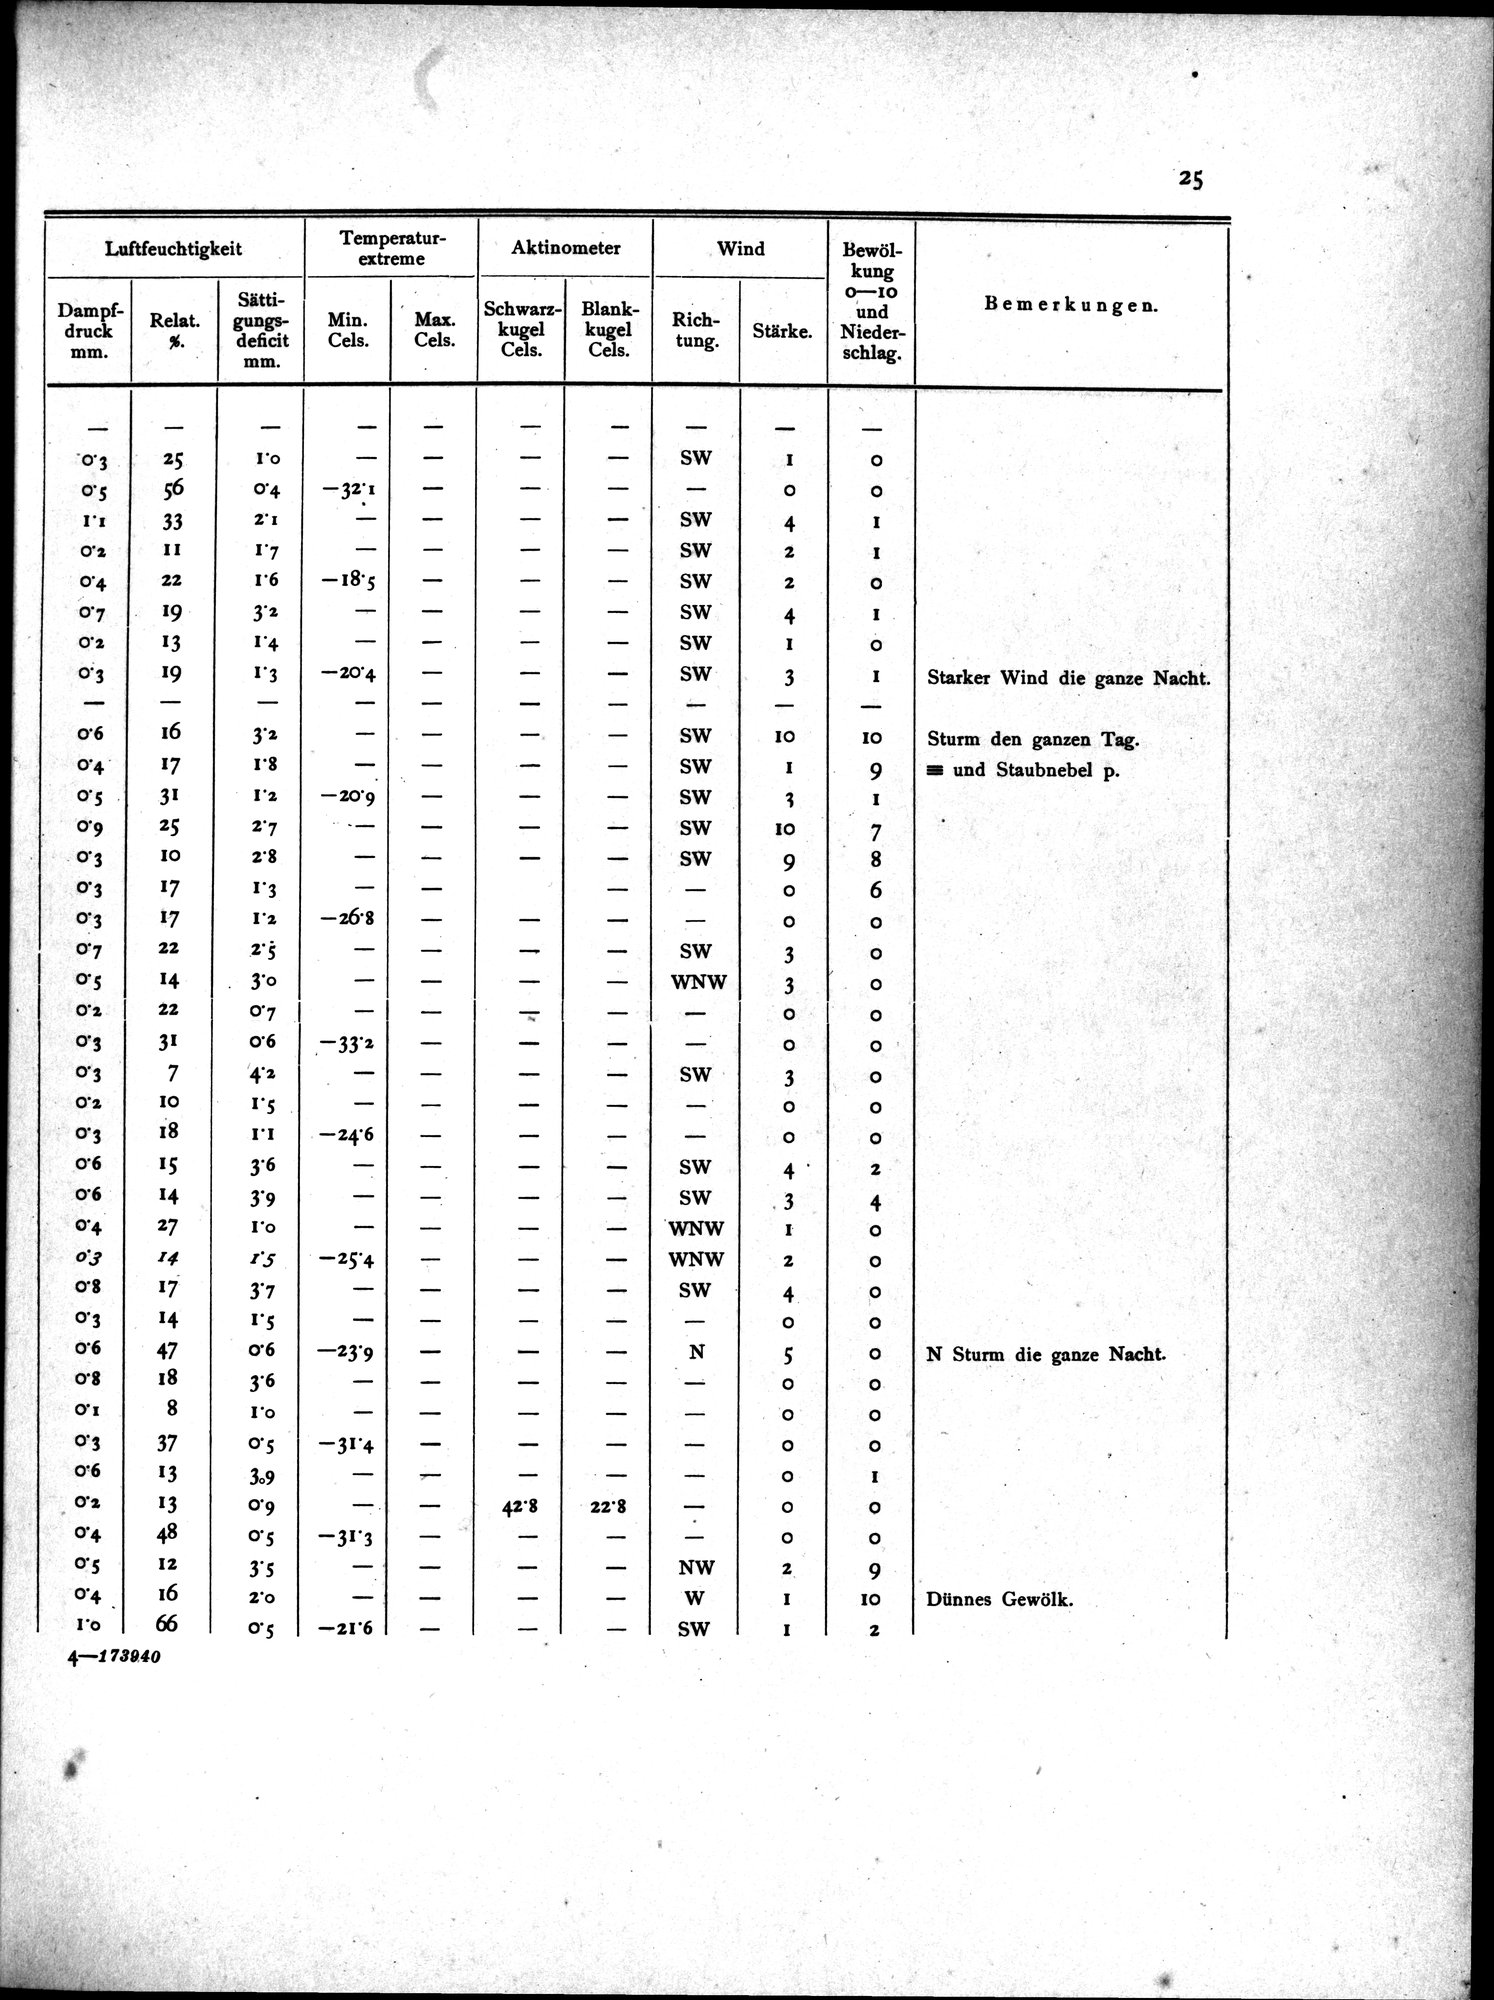 25
Luftfeuchtigkeit | Temperatur-extreme | Aktinometer | Wind | Bewöl-kung 0—10 und Nieder-schlag. | Bemerkungen.
Dampf-druck mm. | Relat. %. | Sätti-gungs-deficit mm. | Min. Cels. | Max. Cels. | Schwarz-kugel Cels. | Blank-kugel Cels. | Rich-tung. | Stärke.
— — — — — — — — — —
0·3 25 1·0 — — — — SW 1 0
0·5 56 0·4 —32·1 — — — — 0 0
1·1 33 2·1 — — — — SW 4 1
0·2 11 1·7 — — — — SW 2 1
0·4 22 1·6 —18·5 — — — SW 2 0
0·7 19 3·2 — — — — SW 4 1
0·2 13 1·4 — — — — SW 1 0
0·3 19 1·3 —20·4 — — — SW 3 1 Starker Wind die ganze Nacht.
— — — — — — — — — —
0·6 16 3·2 — — — — SW 10 10 Sturm den ganzen Tag.
0·4 17 1·8 — — — — SW 1 9 ≡ und Staubnebel p.
0·5 31 1·2 —20·9 — — — SW 3 1
0·9 25 2·7 — — — — SW 10 7
0·3 10 2·8 — — — — SW 9 8
0·3 17 1·3 — — — — 0 6
0·3 17 1·2 —26·8 — — — — 0 0
0·7 22 2·5 — — — — SW 3 0
0·5 14 3·0 — — — — WNW 3 0
0·2 22 0·7 — — — — — 0 0
0·3 31 0·6 —33·2 — — — — 0 0
0·3 7 4·2 — — — — SW 3 0
0·2 10 1·5 — — — — — 0 0
0·3 18 1·1 —24·6 — — — — 0 0
0·6 15 3·6 — — — — SW 4 2
0·6 14 3·9 — — — — SW 3 4
0·4 27 1·0 — — — — WNW 1 0
0·3 14 1·5 —25·4 — — — WNW 2 0
0·8 17 3·7 — — — — SW 4 0
0·3 14 1·5 — — — — — 0 0
0·6 47 0·6 —23·9 — — — N 5 0 N Sturm die ganze Nacht.
0·8 18 3·6 — — — — — 0 0
0·1 8 1·0 — — — — — 0 0
0·3 37 0·5 —31·4 — — — — 0 0
0·6 13 3o9 — — — — — 0 1
0·2 13 0·9 — — 42·8 22·8 — 0 0
0·4 48 0·5 —31·3 — — — — 0 0
0·5 12 3·5 — — — — NW 2 9
0·4 16 2·0 — — — — W 1 10 Dünnes Gewölk.
1·0 66 0·5 —21·6 — — — SW 1 2
4—173940